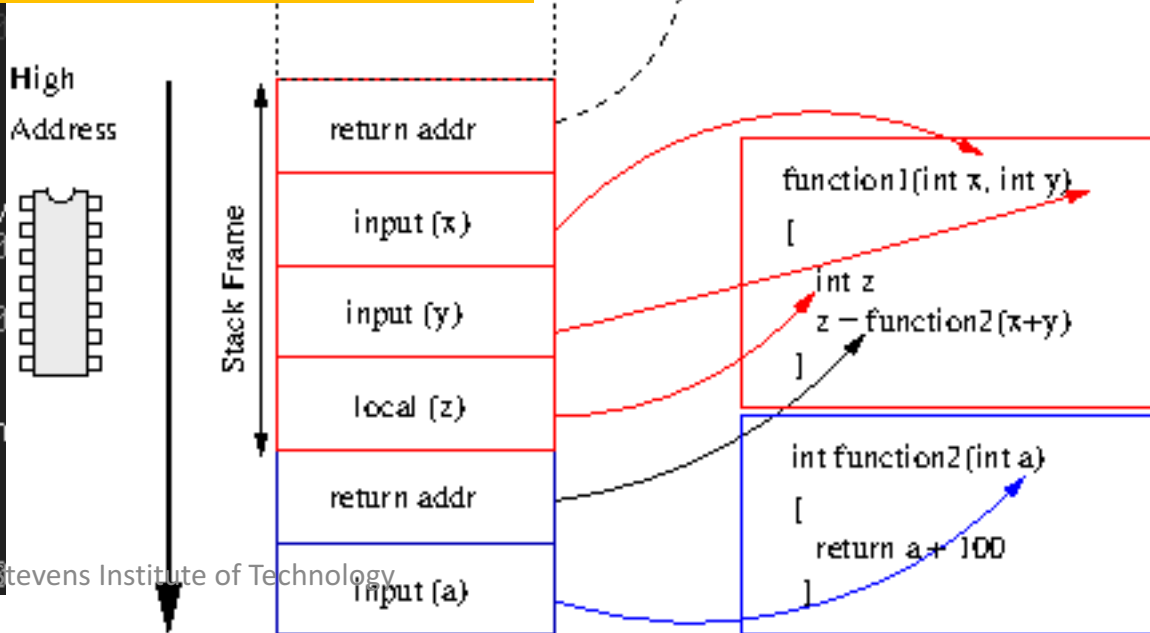 High
Address
Stack Frame
return addr
input (x)
input (y)
local (z)
return addr
input (a)
function1(int x, int y)
[
int z
z = function2(x+y)
]
int function2(int a)
[
return a + 100
]
tevens Institute of Technology